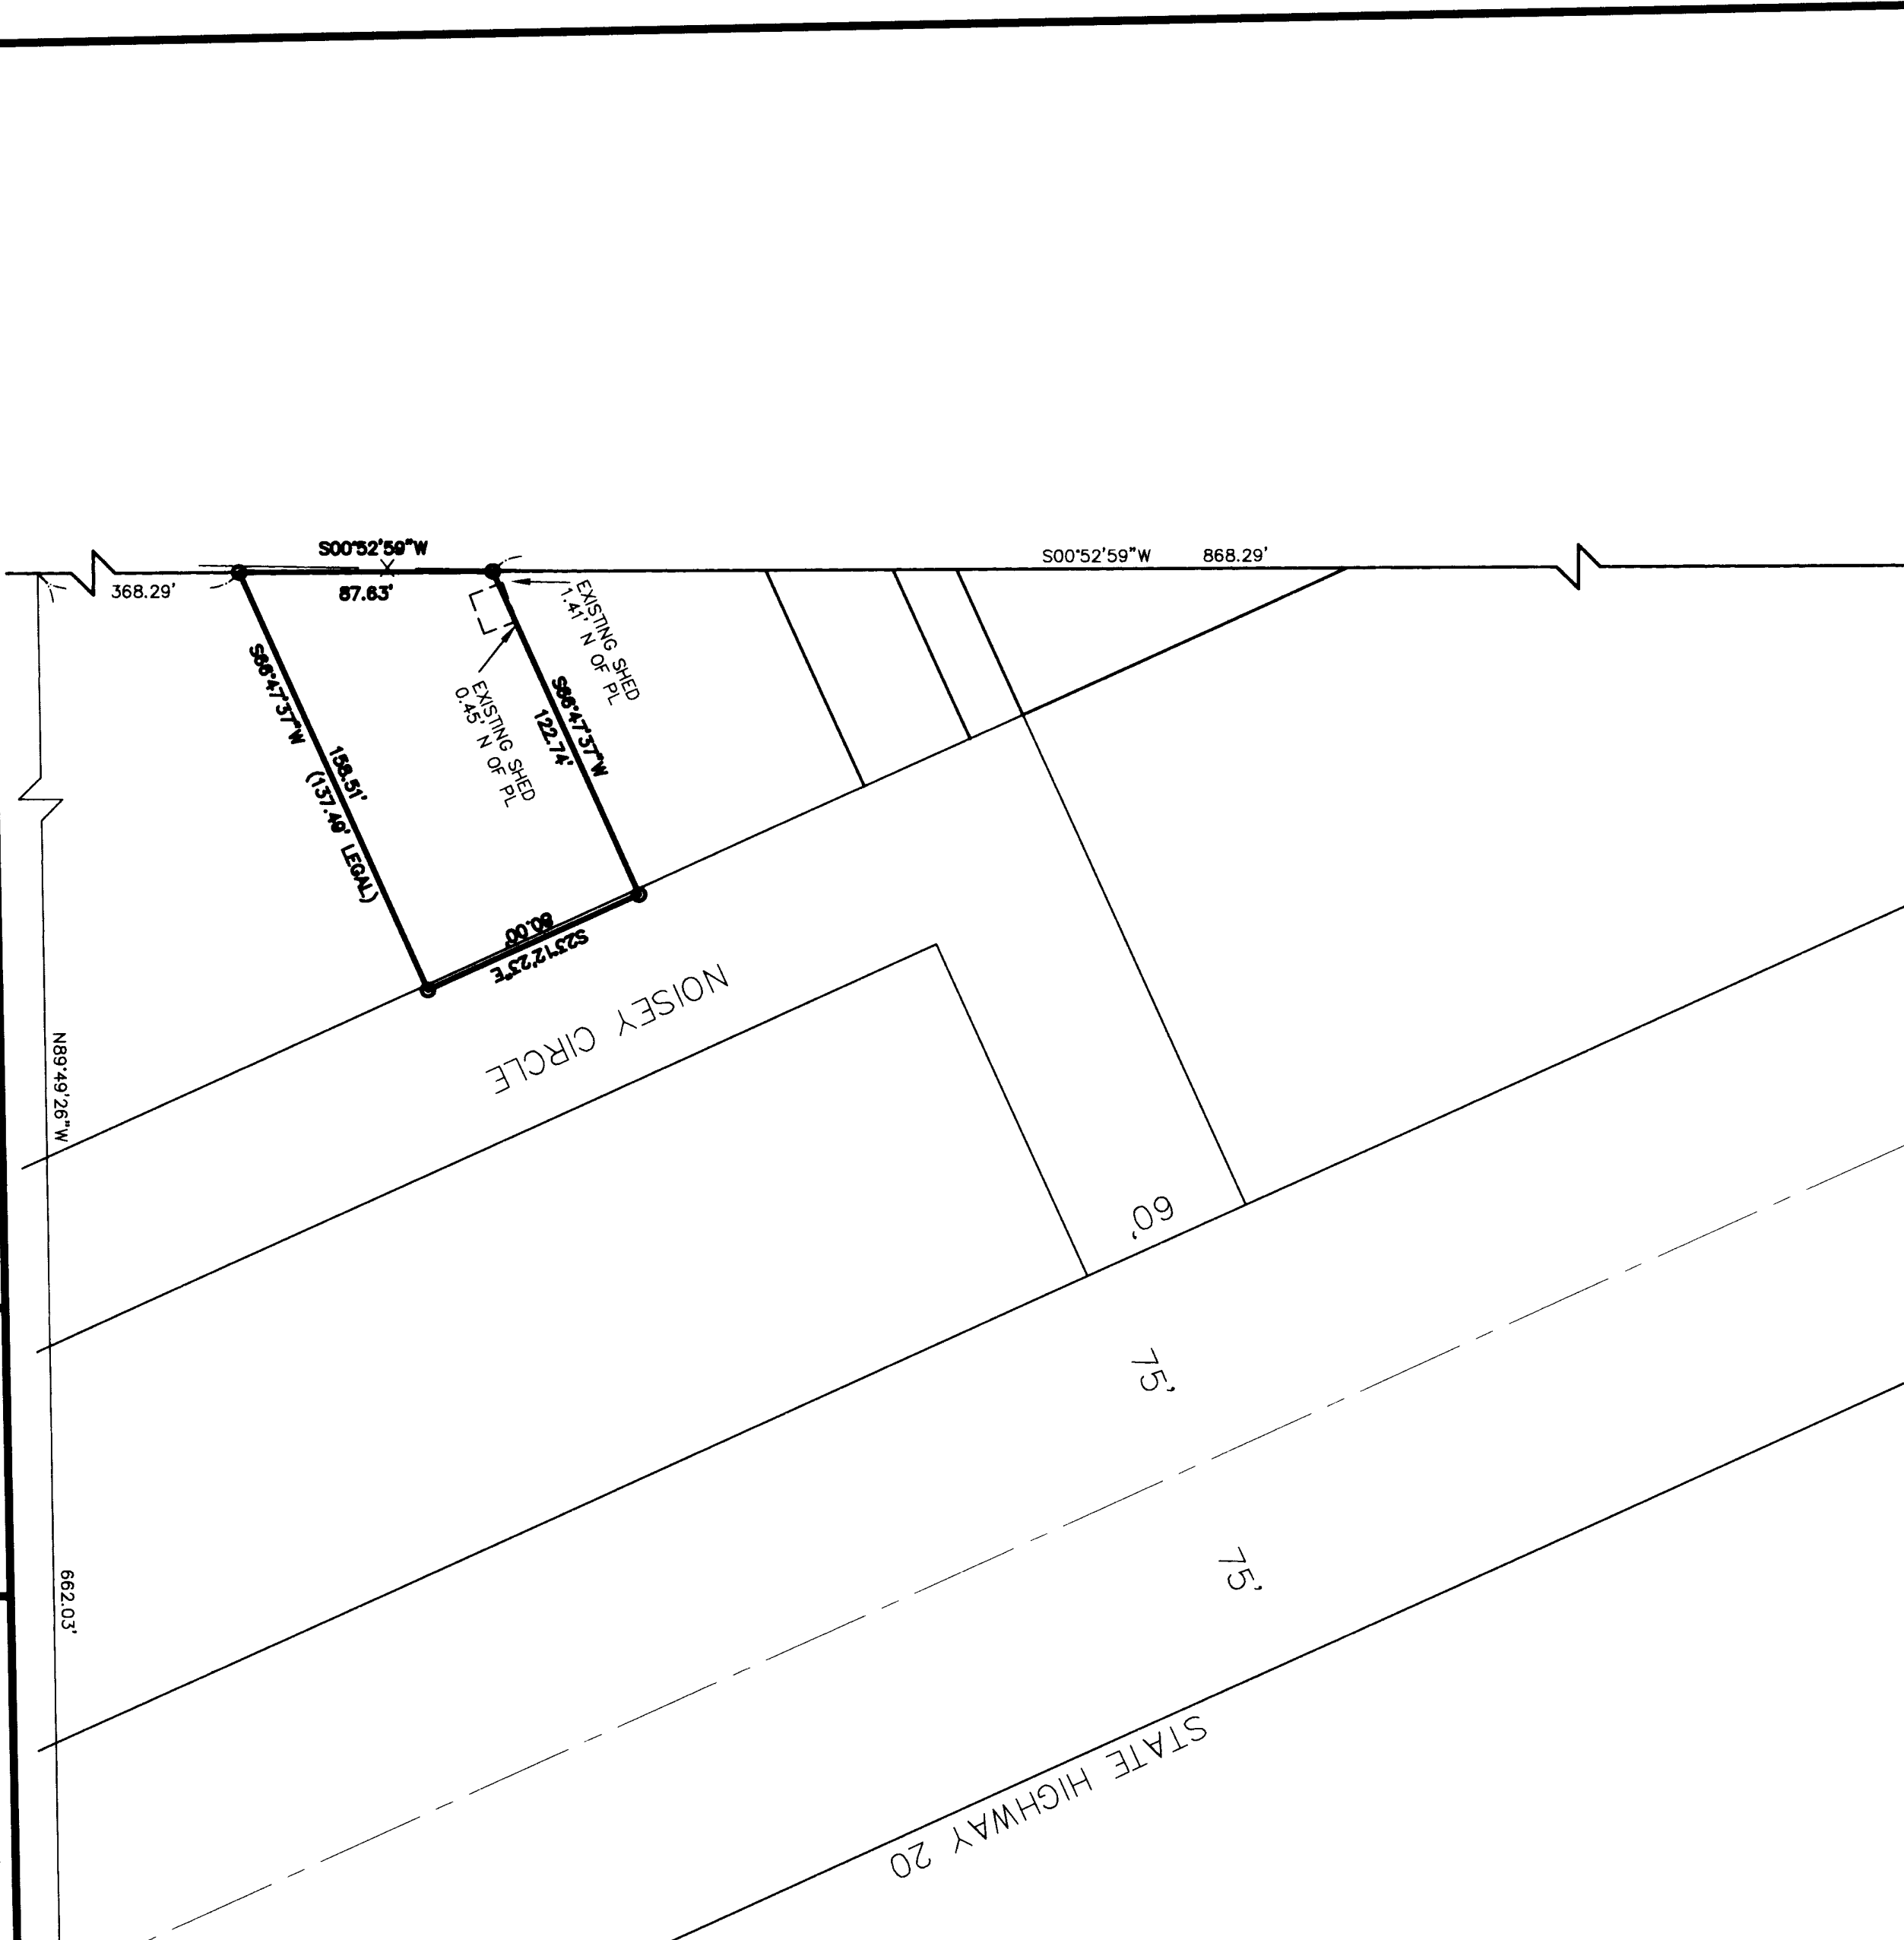 S00°52'59"W
87.63'
368.29'
S00°52'59"W 868.29'
EXISTING SHED
1.41' N OF PL
EXISTING SHED
0.45' N OF PL
S66°47'37"W
122.74'
S66°47'37"W
158.51'
(137.49' LEGAL)
80.00'
S23°12'23"E
NOISEY CIRCLE
N89°49'26"W
662.03'
60'
75'
75'
STATE HIGHWAY 20